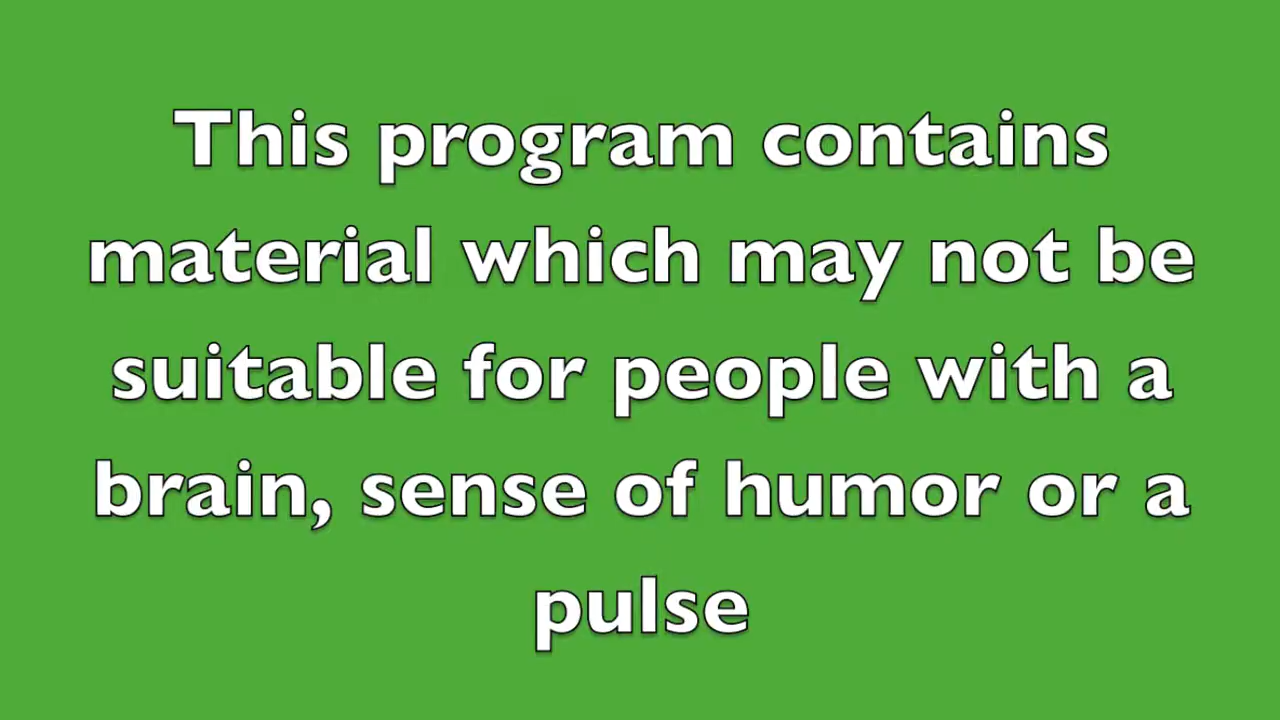 This program contains
material which may not be
suitable for people with a
brain, sense of humor or a
pulse